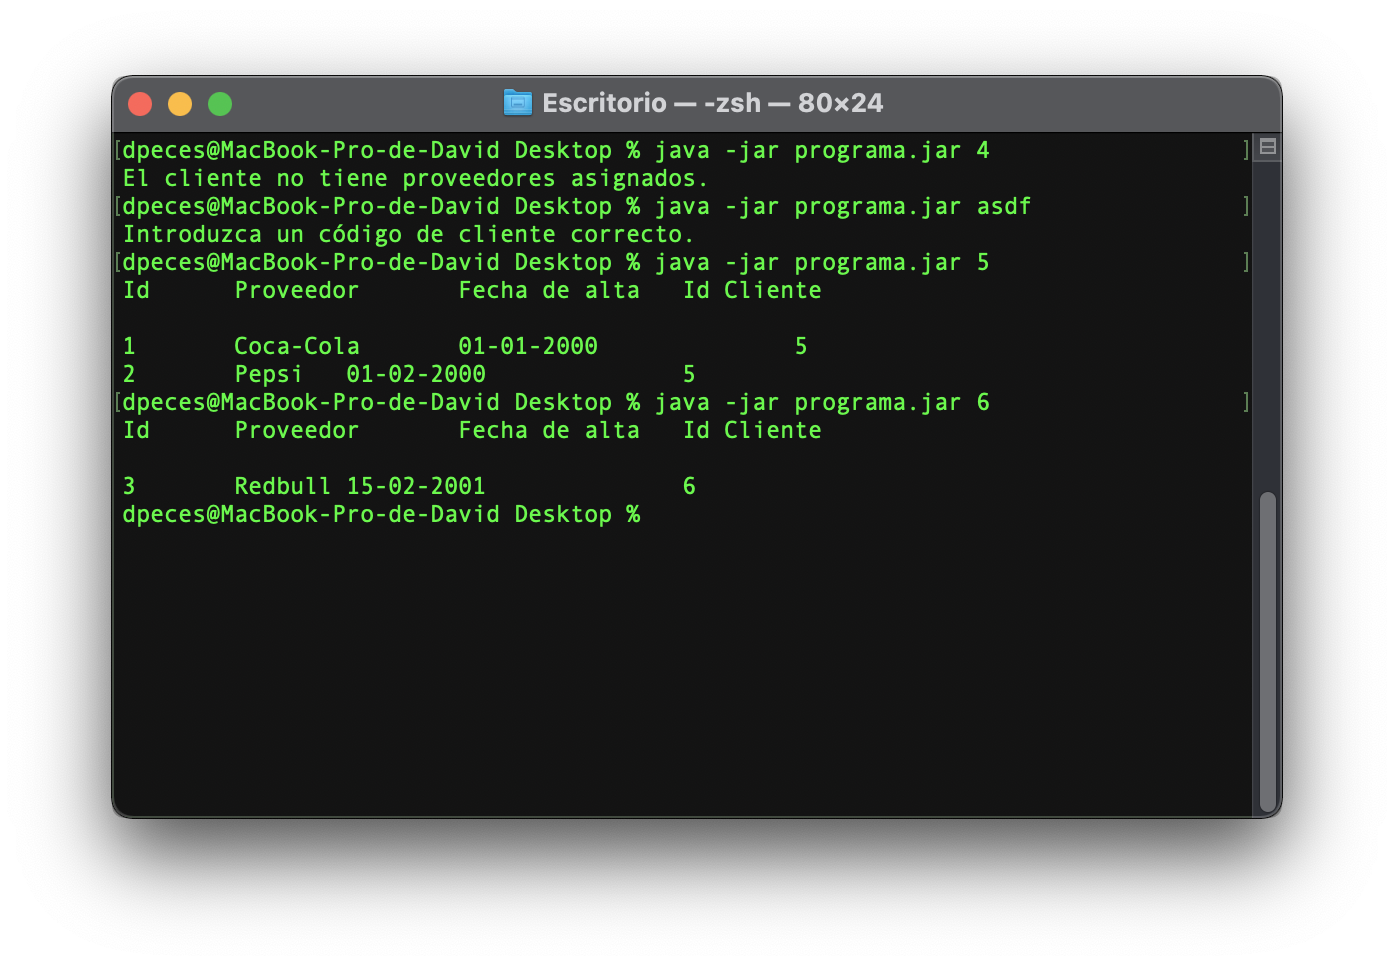 Escritorio — -zsh — 80×24
[dpeces@MacBook-Pro-de-David Desktop % java -jar programa.jar 4 ]
El cliente no tiene proveedores asignados.
[dpeces@MacBook-Pro-de-David Desktop % java -jar programa.jar asdf ]
Introduzca un código de cliente correcto.
[dpeces@MacBook-Pro-de-David Desktop % java -jar programa.jar 5 ]
Id Proveedor Fecha de alta Id Cliente
1 Coca-Cola 01-01-2000 5
2 Pepsi 01-02-2000 5
[dpeces@MacBook-Pro-de-David Desktop % java -jar programa.jar 6 ]
Id Proveedor Fecha de alta Id Cliente
3 Redbull 15-02-2001 6
dpeces@MacBook-Pro-de-David Desktop %